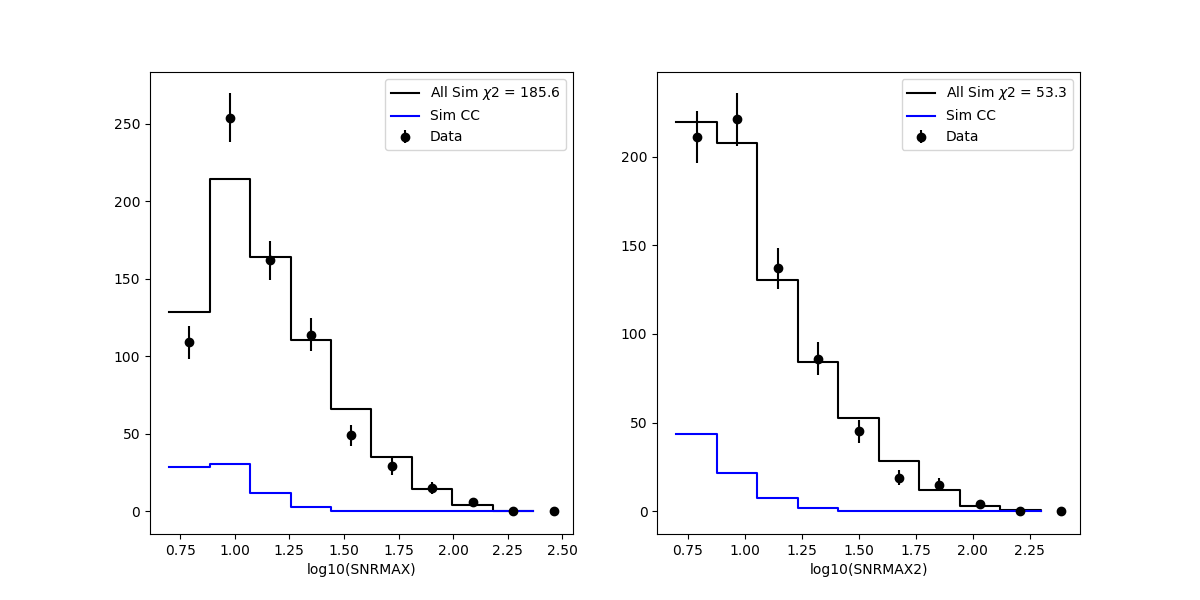 All Sim χ2 = 185.6
Sim CC
Data
250
200
150
100
50
0
0.75 1.00 1.25 1.50 1.75 2.00 2.25 2.50
log10(SNRMAX)
All Sim χ2 = 53.3
Sim CC
Data
200
150
100
50
0
0.75 1.00 1.25 1.50 1.75 2.00 2.25
log10(SNRMAX2)